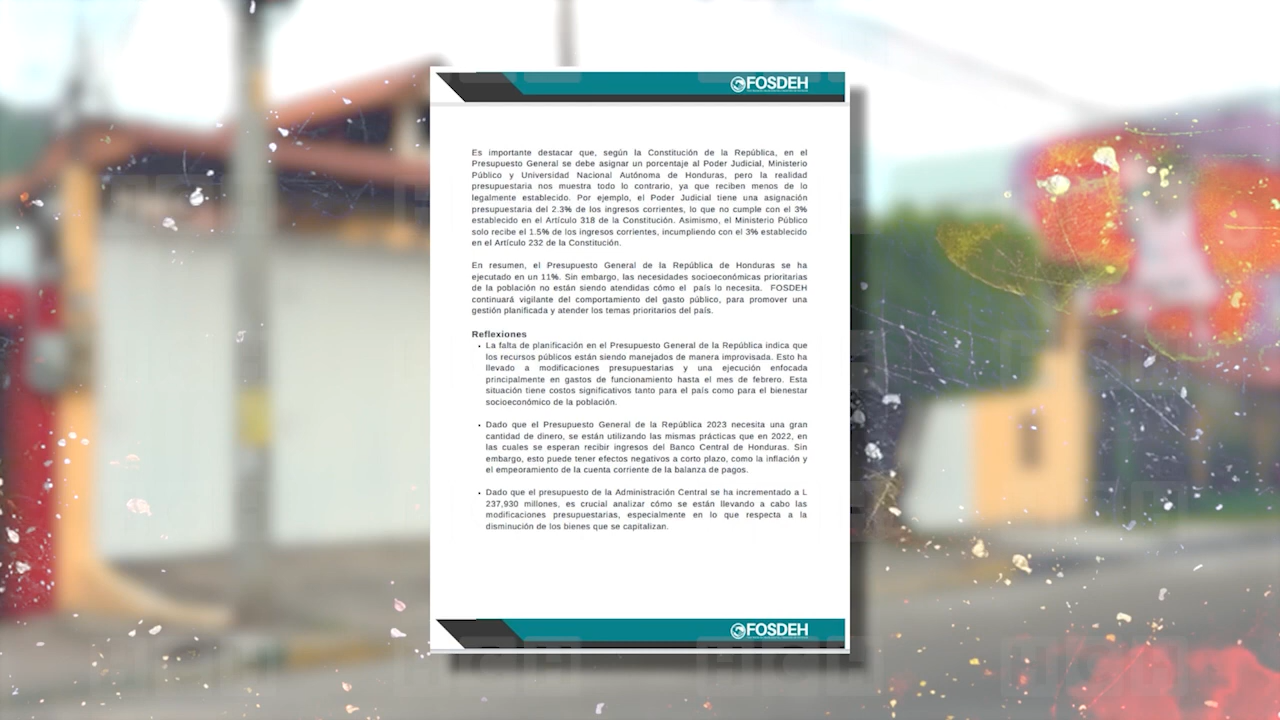 FOSDEH
Es importante destacar que, según la Constitución de la República, en el
Presupuesto General se debe asignar un porcentaje al Poder Judicial, Ministerio
Público y Universidad Nacional Autónoma de Honduras, pero la realidad
presupuestaria nos muestra todo lo contrario, ya que reciben menos de lo
legalmente establecido. Por ejemplo, el Poder Judicial tiene una asignación
presupuestaria del 2.3% de los ingresos corrientes, lo que no cumple con el 3%
establecido en el Artículo 318 de la Constitución. Asimismo, el Ministerio Público
solo recibe el 1.5% de los ingresos corrientes, incumpliendo con el 3% establecido
en el Artículo 232 de la Constitución.
En resumen, el Presupuesto General de la República de Honduras se ha
ejecutado en un 11%. Sin embargo, las necesidades socioeconómicas prioritarias
de la población no están siendo atendidas cómo el país lo necesita. FOSDEH
continuará vigilante del comportamiento del gasto público, para promover una
gestión planificada y atender los temas prioritarios del país.
Reflexiones
• La falta de planificación en el Presupuesto General de la República indica que
los recursos públicos están siendo manejados de manera improvisada. Esto ha
llevado a modificaciones presupuestarias y una ejecución enfocada
principalmente en gastos de funcionamiento hasta el mes de febrero. Esta
situación tiene costos significativos tanto para el país como para el bienestar
socioeconómico de la población.
• Dado que el Presupuesto General de la República 2023 necesita una gran
cantidad de dinero, se están utilizando las mismas prácticas que en 2022, en
las cuales se esperan recibir ingresos del Banco Central de Honduras. Sin
embargo, esto puede tener efectos negativos a corto plazo, como la inflación y
el empeoramiento de la cuenta corriente de la balanza de pagos.
• Dado que el presupuesto de la Administración Central se ha incrementado a L
237,930 millones, es crucial analizar cómo se están llevando a cabo las
modificaciones presupuestarias, especialmente en lo que respecta a la
disminución de los bienes que se capitalizan.
FOSDEH